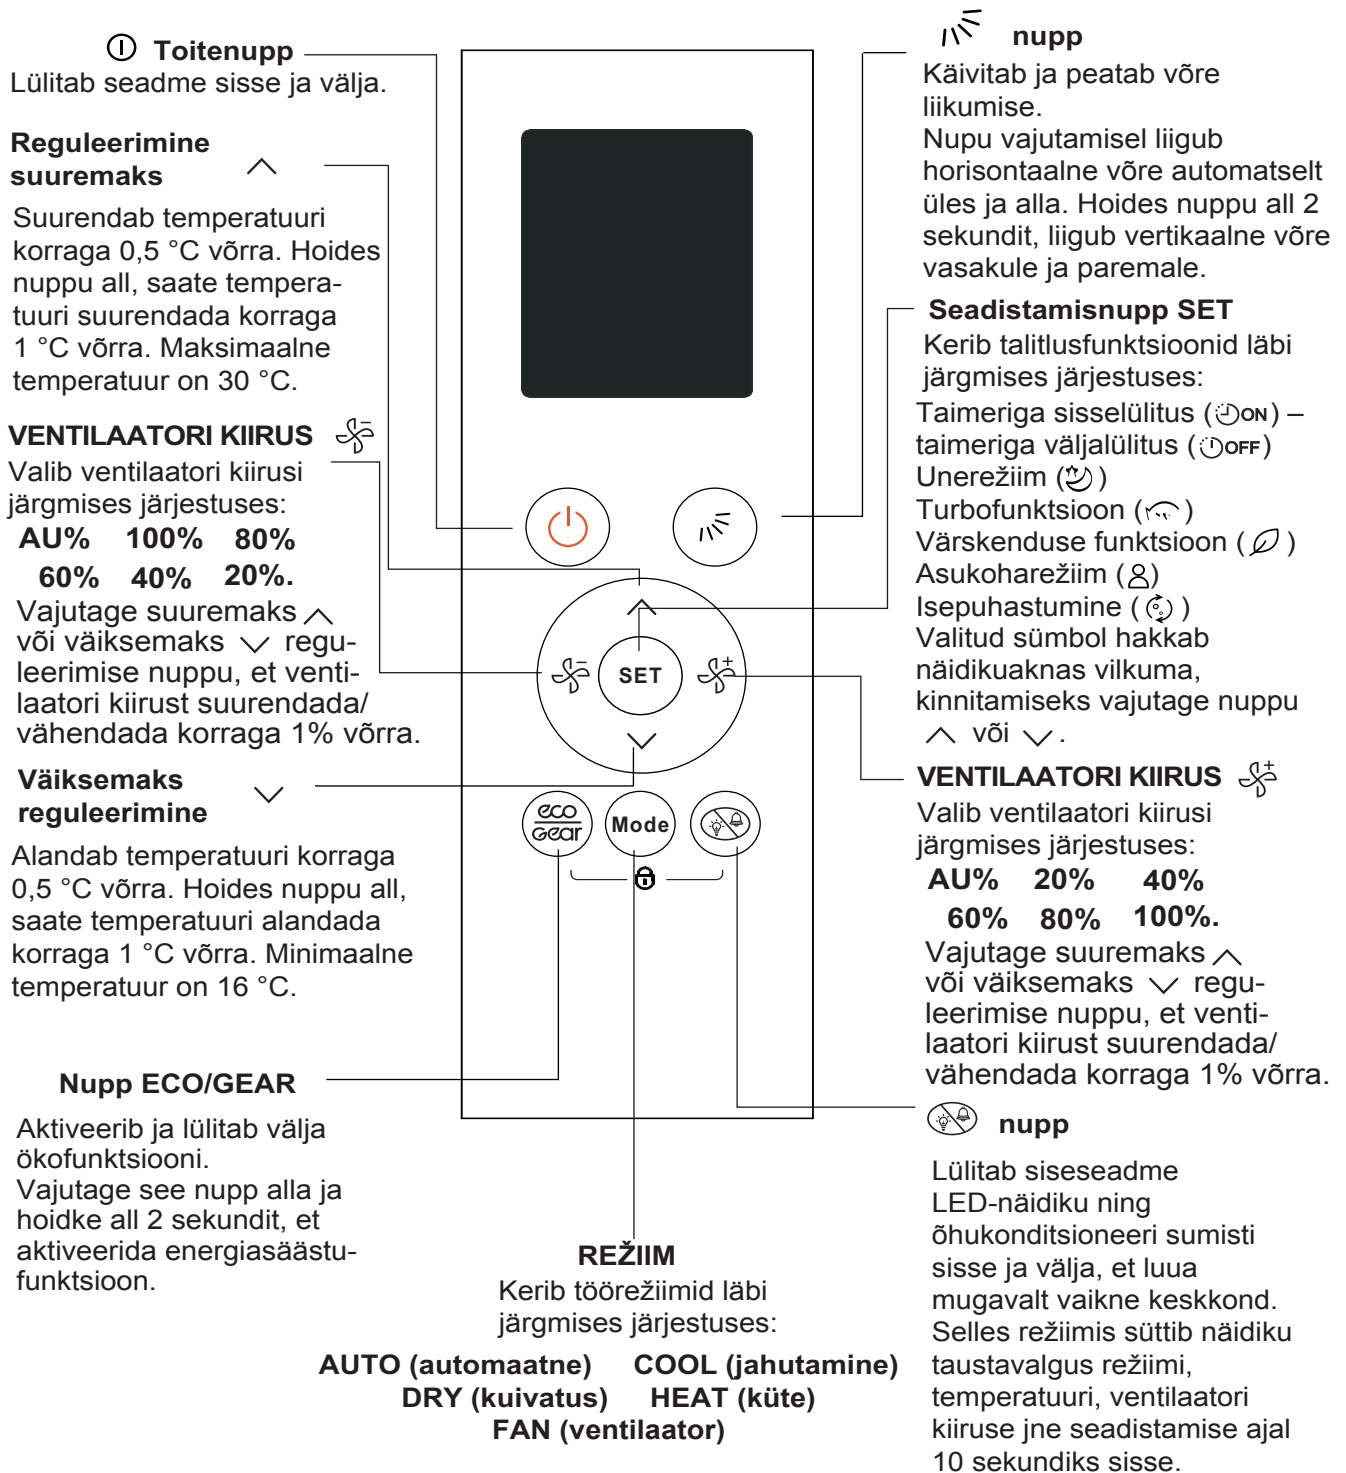 Toitenupp
Lülitab seadme sisse ja välja.
Reguleerimine
suuremaks
Suurendab temperatuuri
korraga 0,5 °C võrra. Hoides
nuppu all, saate tempera-
tuuri suurendada korraga
1 °C võrra. Maksimaalne
temperatuur on 30 °C.
VENTILAATORI KIIRUS
Valib ventilaatori kiirusi
järgmises järjestuses:
AU% 100% 80%
60% 40% 20%.
Vajutage suuremaks
või väiksemaks regu-
leerimise nuppu, et venti-
laatori kiirust suurendada/
vähendada korraga 1% võrra.
Väiksemaks
reguleerimine
Alandab temperatuuri korraga
0,5 °C võrra. Hoides nuppu all,
saate temperatuuri alandada
korraga 1 °C võrra. Minimaalne
temperatuur on 16 °C.
Nupp ECO/GEAR
Aktiveerib ja lülitab välja
ökofunktsiooni.
Vajutage see nupp alla ja
hoidke all 2 sekundit, et
aktiveerida energiasäästu-
funktsioon.
SET
eco
Gear
Mode
REŽIIM
Kerib töörežiimid läbi
järgmises järjestuses:
AUTO (automaatne) COOL (jahutamine)
DRY (kuivatus) HEAT (küte)
FAN (ventilaator)
nupp
Käivitab ja peatab võre
liikumise.
Nupu vajutamisel liigub
horisontaalne võre automatselt
üles ja alla. Hoides nuppu all 2
sekundit, liigub vertikaalne võre
vasakule ja paremale.
Seadistamisnupp SET
Kerib talitlusfunktsioonid läbi
järgmises järjestuses:
Taimeriga sisselülitus (ON) –
taimeriga väljalülitus (OFF)
Unerežiim ( )
Turbofunktsioon ( )
Värskenduse funktsioon ( )
Asukoharežiim ( )
Isepuhastumine ( )
Valitud sümbol hakkab
näidikuaknas vilkuma,
kinnitamiseks vajutage nuppu
või .
VENTILAATORI KIIRUS
Valib ventilaatori kiirusi
järgmises järjestuses:
AU% 20% 40%
60% 80% 100%.
Vajutage suuremaks
või väiksemaks regu-
leerimise nuppu, et venti-
laatori kiirust suurendada/
vähendada korraga 1% võrra.
nupp
Lülitab siseseadme
LED-näidiku ning
õhukonditsioneeri sumisti
sisse ja välja, et luua
mugavalt vaikne keskkond.
Selles režiimis süttib näidiku
taustavalgus režiimi,
temperatuuri, ventilaatori
kiiruse jne seadistamise ajal
10 sekundiks sisse.